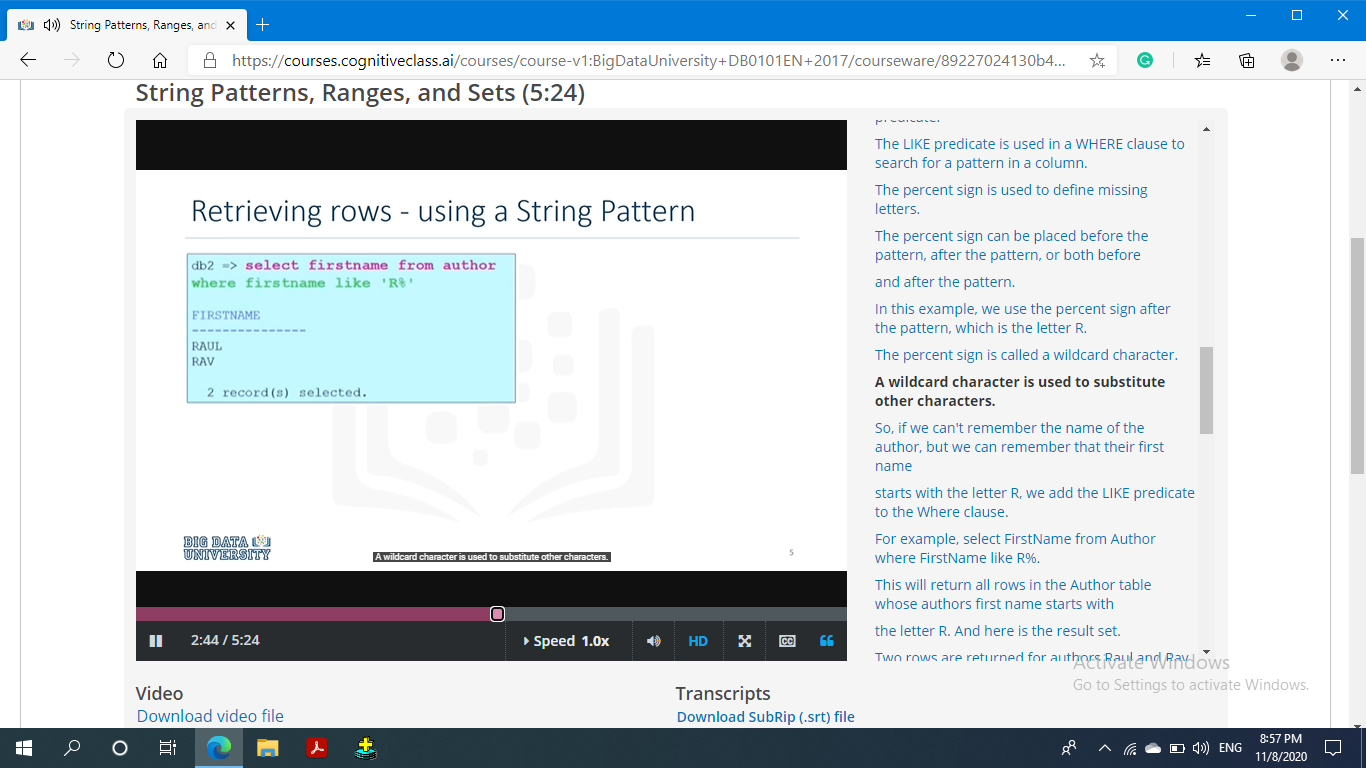 String Patterns, Ranges, and
https://courses.cognitiveclass.ai/courses/course-v1:BigDataUniversity+DB0101EN+2017/courseware/89227024130b4...
String Patterns, Ranges, and Sets (5:24)
Retrieving rows - using a String Pattern
db2 => select firstname from author
where firstname like 'R%'
FIRSTNAME
---------------
RAUL
RAV
2 record(s) selected.
BIG DATA
UNIVERSITY
A wildcard character is used to substitute other characters.
5
2:44 / 5:24
Speed 1.0x
HD
CC
predicate.
The LIKE predicate is used in a WHERE clause to
search for a pattern in a column.
The percent sign is used to define missing
letters.
The percent sign can be placed before the
pattern, after the pattern, or both before
and after the pattern.
In this example, we use the percent sign after
the pattern, which is the letter R.
The percent sign is called a wildcard character.
A wildcard character is used to substitute
other characters.
So, if we can't remember the name of the
author, but we can remember that their first
name
starts with the letter R, we add the LIKE predicate
to the Where clause.
For example, select FirstName from Author
where FirstName like R%.
This will return all rows in the Author table
whose authors first name starts with
the letter R. And here is the result set.
Two rows are returned for authors Raul and Rav.
Video
Download video file
Transcripts
Download SubRip (.srt) file
Activate Windows
Go to Settings to activate Windows.
ENG
8:57 PM
11/8/2020